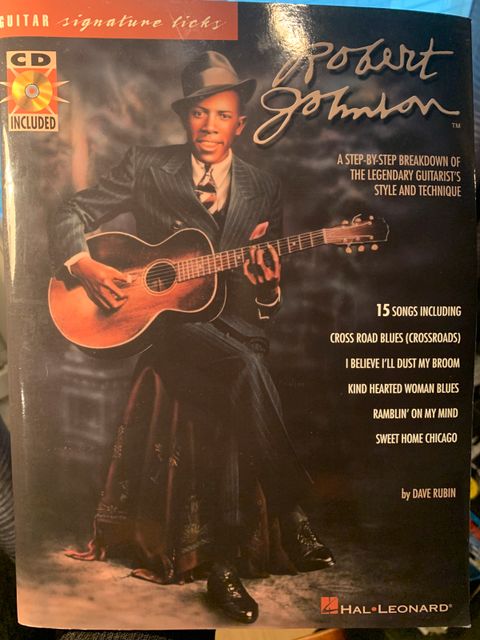 GUITAR signature licks
CD
INCLUDED
Robert
Johnson
TM
A STEP-BY-STEP BREAKDOWN OF
THE LEGENDARY GUITARIST'S
STYLE AND TECHNIQUE
15 SONGS INCLUDING
CROSS ROAD BLUES (CROSSROADS)
I BELIEVE I'LL DUST MY BROOM
KIND HEARTED WOMAN BLUES
RAMBLIN' ON MY MIND
SWEET HOME CHICAGO
by DAVE RUBIN
HAL•LEONARD®